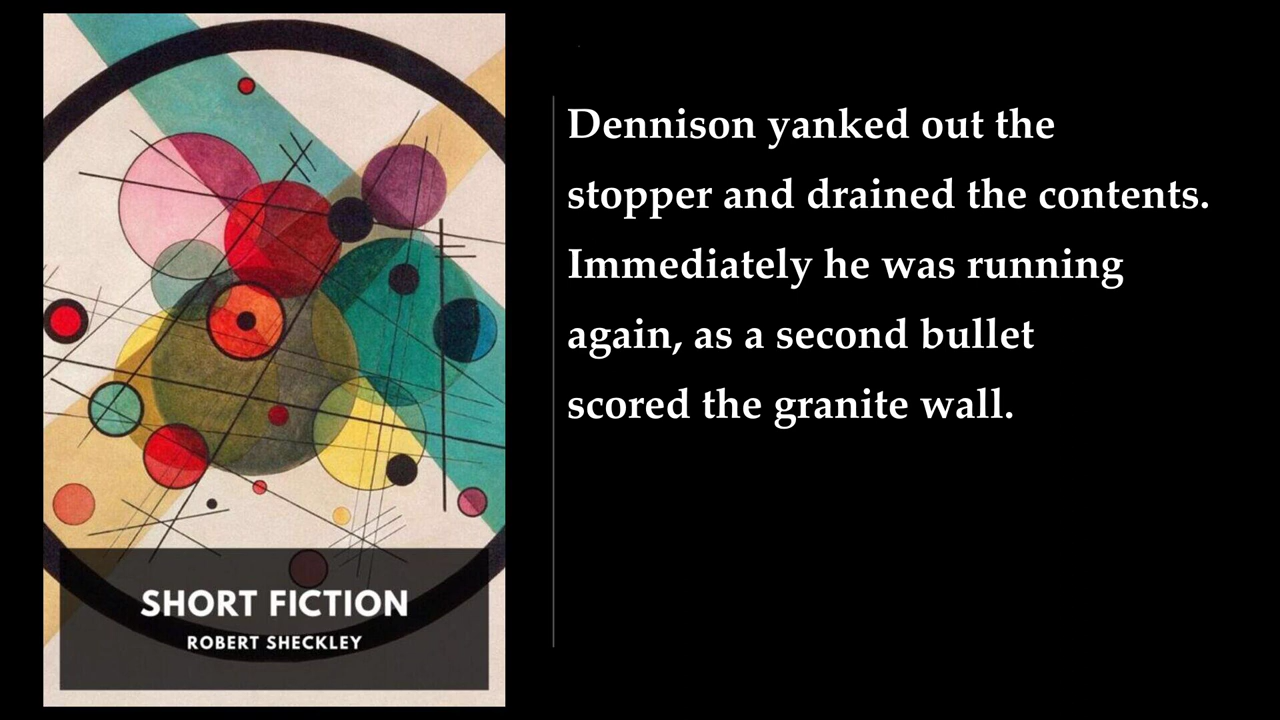 SHORT FICTION
ROBERT SHECKLEY
Dennison yanked out the
stopper and drained the contents.
Immediately he was running
again, as a second bullet
scored the granite wall.